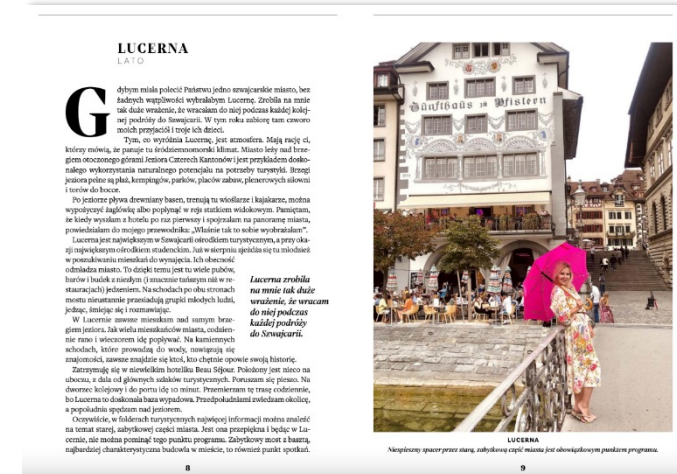 LUCERNA
LATO
Gdybym miała polecić Państwu jedno szwajcarskie miasto, bez
żadnych wątpliwości wybrałabym Lucernę. Zrobiła na mnie
tak duże wrażenie, że wracałam do niej podczas każdej kolej-
nej podróży do Szwajcarii. W tym roku zabiorę tam czworo
moich przyjaciół i troje ich dzieci.
Tym, co wyróżnia Lucernę, jest atmosfera. Mają rację ci,
którzy mówią, że panuje tu śródziemnomorski klimat. Miasto leży nad brze-
giem otoczonego górami Jeziora Czterech Kantonów i jest przykładem dosko-
nałego wykorzystania naturalnego potencjału na potrzeby turystyki. Brzegi
jeziora pełne są plaż, kempingów, parków, placów zabaw, plenerowych siłowni
i torów do bocce.
Po jeziorze pływa drewniany basen, trenują tu wioślarze i kajakarze, można
wypożyczyć żaglówkę albo popłynąć w rejs statkiem widokowym. Pamiętam,
że kiedy wyszłam z hotelu po raz pierwszy i spojrzałam na panoramę miasta,
powiedziałam do mojego przewodnika: „Właśnie tak to sobie wyobrażałam”.
Lucerna jest największym w Szwajcarii ośrodkiem turystycznym, a przy oka-
zji największym ośrodkiem studenckim. Już w sierpniu zjeżdża się tu młodzież
w poszukiwaniu mieszkań do wynajęcia. Ich obecność
odmładza miasto. To dzięki temu jest tu wiele pubów,
barów i budek z niezłym (i znacznie tańszym niż w re-
stauracjach) jedzeniem. Na schodach po obu stronach
mostu nieustannie przesiadują grupki młodych ludzi,
jedząc, śmiejąc się i rozmawiając.
W Lucernie zawsze mieszkam nad samym brze-
giem jeziora. Jak wielu mieszkańców miasta, codzien-
nie rano i wieczorem idę popływać. Na kamiennych
schodach, które prowadzą do wody, nawiązują się
znajomości, zawsze znajdzie się ktoś, kto chętnie opowie swoją historię.
Zatrzymuję się w niewielkim hoteliku Beau Séjour. Położony jest nieco na
uboczu, z dala od głównych szlaków turystycznych. Poruszam się pieszo. Na
dworzec kolejowy i do portu idę 10 minut. Przemierzam tę trasę codziennie,
bo Lucerna to doskonała baza wypadowa. Przedpołudniami zwiedzam okolicę,
a popołudnia spędzam nad jeziorem.
Oczywiście, w folderach turystycznych najwięcej informacji można znaleźć
na temat starej, zabytkowej części miasta. Jest ona przepiękna i będąc w Lu-
cernie, nie można pominąć tego punktu programu. Zabytkowy most z basztą,
najbardziej charakterystyczna budowla w mieście, to również punkt spotkań.
Lucerna zrobiła
na mnie tak duże
wrażenie, że wracam
do niej podczas
każdej podróży
do Szwajcarii.
8
Zünfthaus zu Pfistern
LUCERNA
Niespieszny spacer przez starą, zabytkową część miasta jest obowiązkowym punktem programu.
9